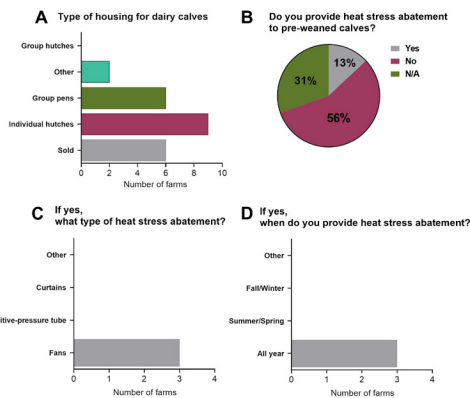 A Type of housing for dairy calves
Group hutches
Other
Group pens
Individual hutches
Sold
0 2 4 6 8 10
Number of farms
B Do you provide heat stress abatement
to pre-weaned calves?
Yes
No
N/A
13%
31%
56%
C If yes,
what type of heat stress abatement?
Other
Curtains
itive-pressure tube
Fans
0 1 2 3 4
Number of farms
D If yes,
when do you provide heat stress abatement?
Other
Fall/Winter
Summer/Spring
All year
0 1 2 3 4
Number of farms